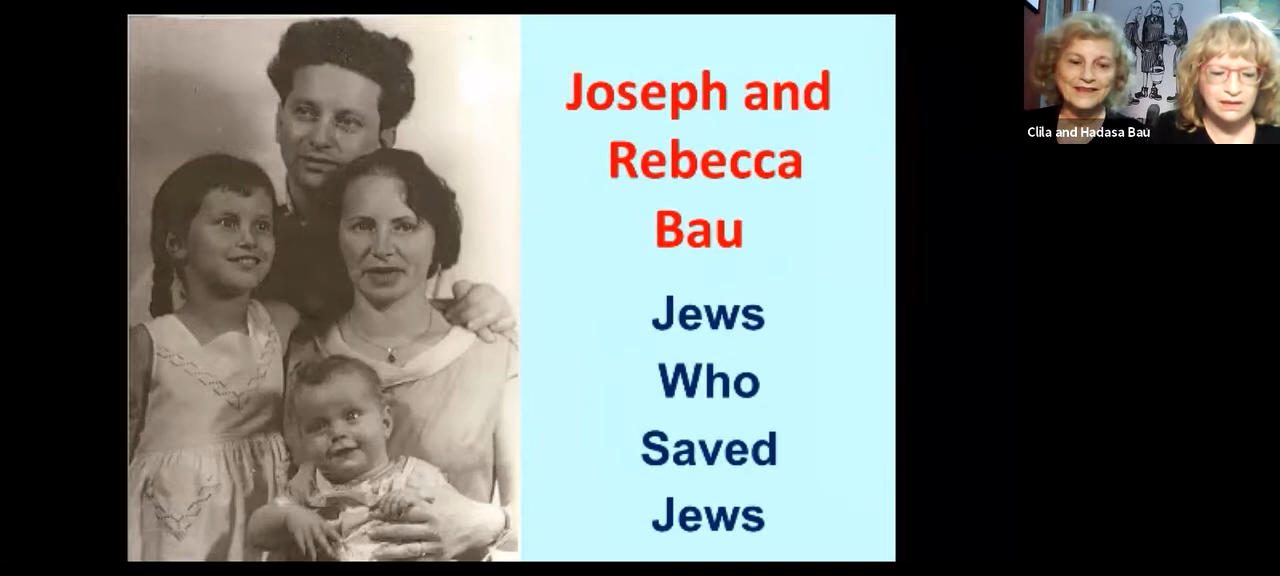 Joseph and
Rebecca
Bau
Jews
Who
Saved
Jews
Clila and Hadasa Bau